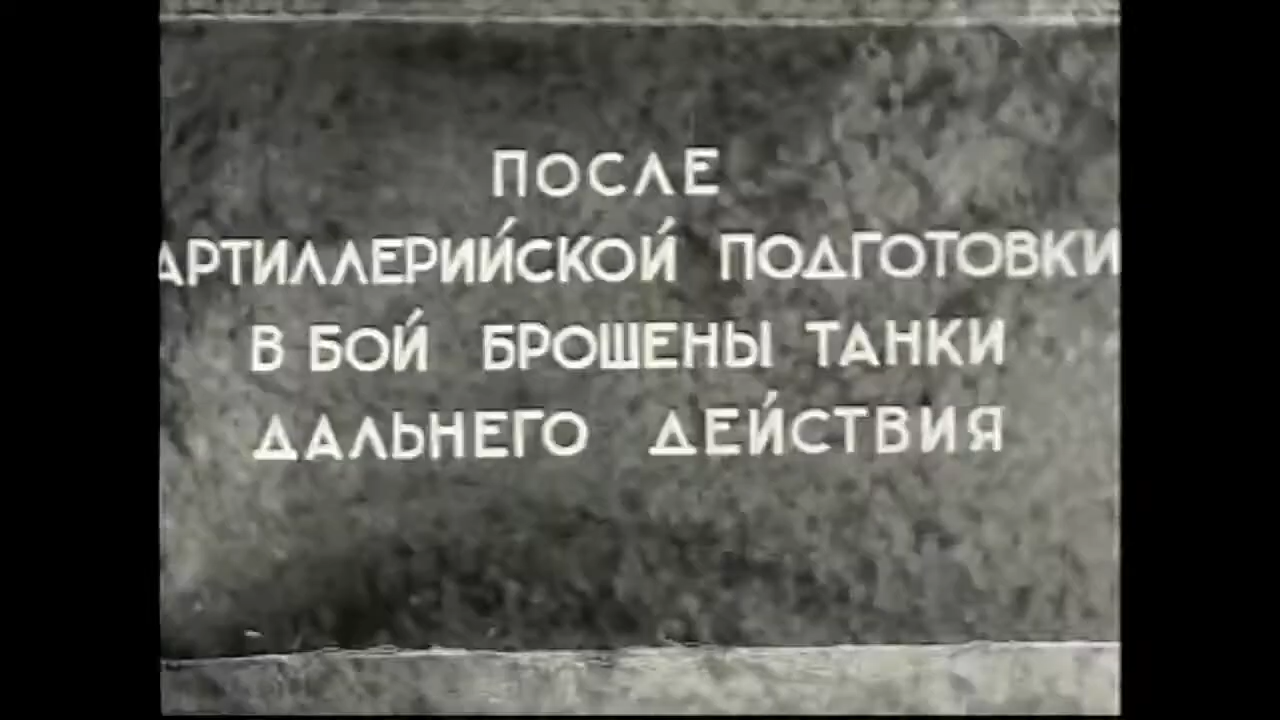 ПОСЛЕ
АРТИЛЛЕРИЙСКОЙ ПОДГОТОВКИ
В БОЙ БРОШЕНЫ ТАНКИ
ДАЛЬНЕГО ДЕЙСТВИЯ